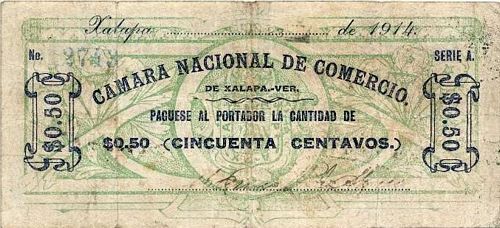 Xalapa de 1914.
No. 9749 SERIE A.
CAMARA NACIONAL DE COMERCIO.
DE XALAPA.-VER.
$0.50 PAGUESE AL PORTADOR LA CANTIDAD DE $0.50
$0,50 (CINCUENTA CENTAVOS.)